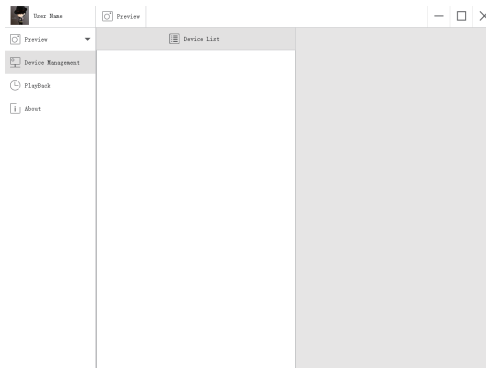 User Name
Preview
Preview
Device List
Device Management
PlayBack
About